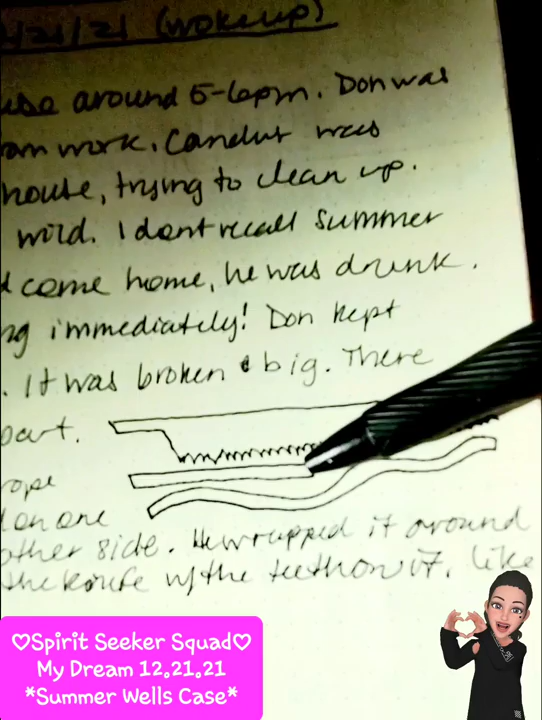 /21/21 (wokeup)
use around 5-6pm. Don was
om work. Candus was
house, trying to clean up.
wild. I dont recall summer
d come home, he was drunk.
ng immediately! Don kept
. It was broken & big. There
part.
rope
on one
other side. He wrapped it around
the knife w/the teeth on it. like
♡Spirit Seeker Squad♡
My Dream 12.21.21
*Summer Wells Case*